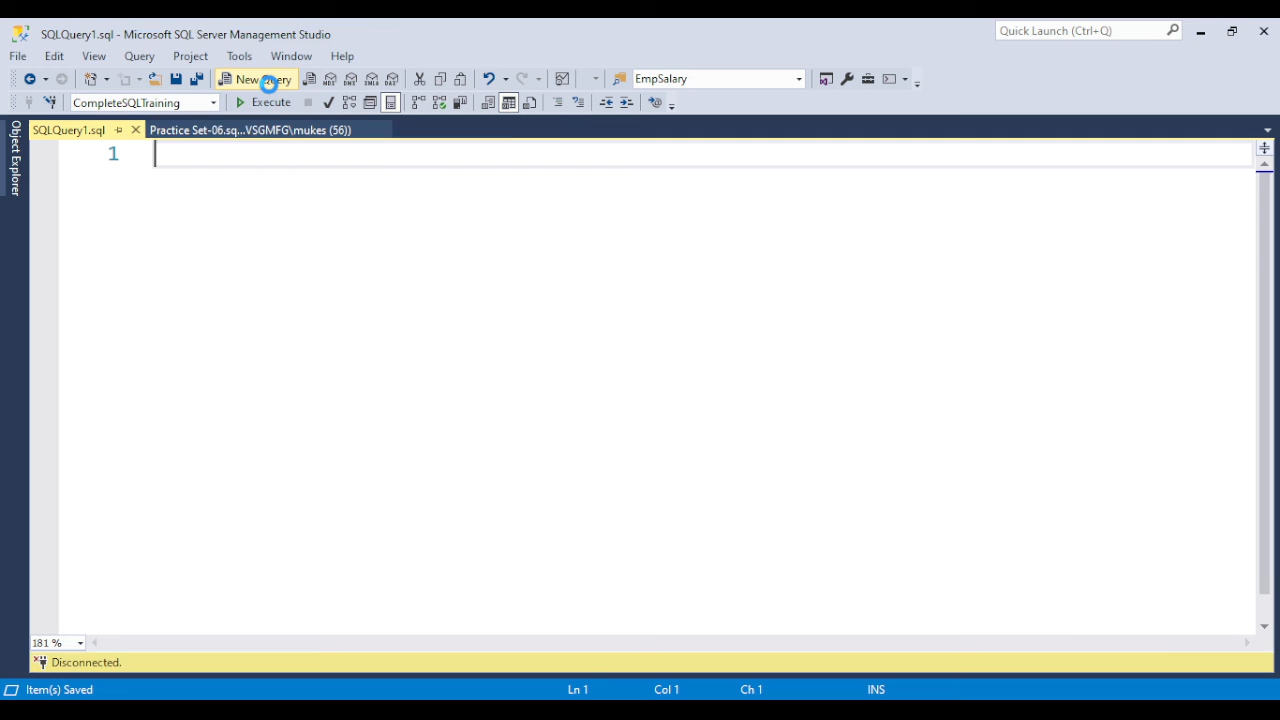 SQLQuery1.sql - Microsoft SQL Server Management Studio
Quick Launch (Ctrl+Q)
File Edit View Query Project Tools Window Help
New Query EmpSalary
CompleteSQLTraining Execute
SQLQuery1.sql Practice Set-06.sq...VSGMFG\mukes (56))
Object Explorer
1
181 %
Disconnected.
Item(s) Saved Ln 1 Col 1 Ch 1 INS